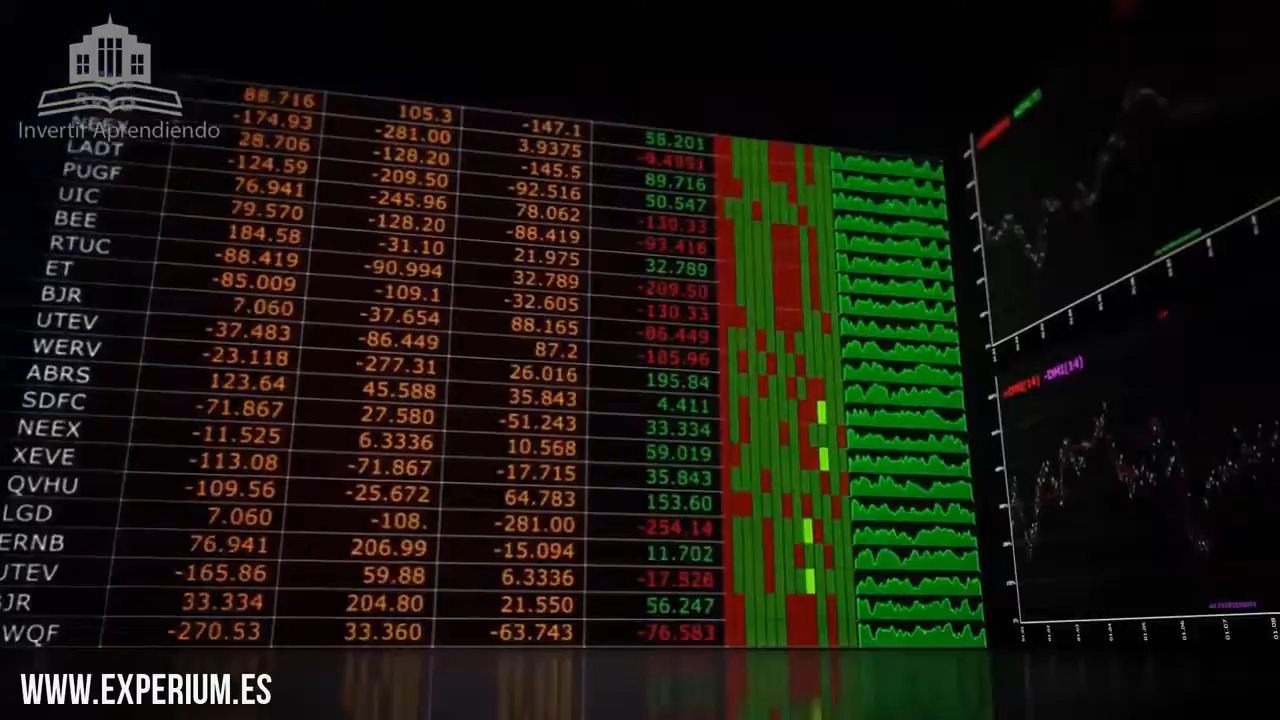 Invertir Aprendiendo
88.716 105.3 -147.1 55.201
-174.93 -281.00 3.9375
28.706 -128.20 -145.5 89.716
LADT -124.59 -209.50 -92.516 50.547
PUGF 76.941 -245.96 78.062 -130.33
UIC 79.570 -128.20 -88.419 -93.416
BEE 184.58 -31.10 21.975 32.789
RTUC -88.419 -90.994 32.789 -209.50
ET -85.009 -109.1 -32.605 -130.33
BJR 7.060 -37.654 88.165 -86.449
UTEV -37.483 -86.449 87.2 -185.96
WERV -23.118 -277.31 26.016 195.84
ABRS 123.64 45.588 35.843 4.411
SDFC -71.867 27.580 -51.243 33.334
NEEX -11.525 6.3336 10.568 59.019
XEVE -113.08 -71.867 -17.715 35.843
QVHU -109.56 -25.672 64.783 153.60
LGD 7.060 -108. -281.00 -254.14
ERNB 76.941 206.99 -15.094 11.702
UTEV -165.86 59.88 6.3336 -17.328
JR 33.334 204.80 21.550 56.247
WQF -270.53 33.360 -63.743 -76.583
+DMI(14) -DMI(14)
WWW.EXPERIUM.ES